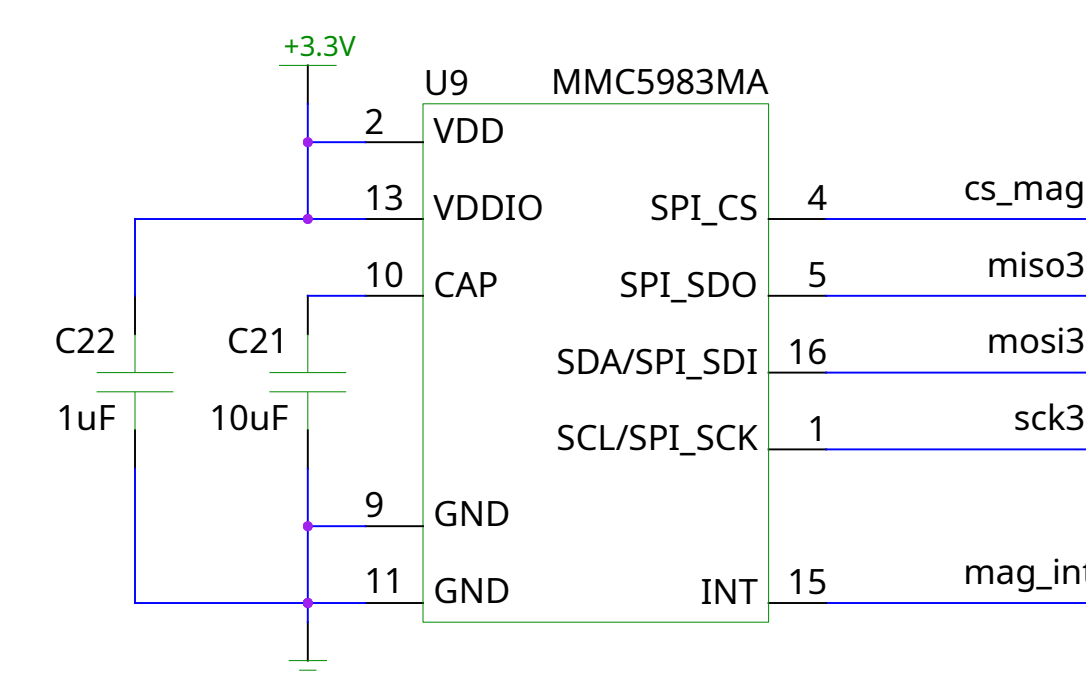 +3.3V
U9 MMC5983MA
2 VDD
13 VDDIO SPI_CS 4 cs_mag
10 CAP SPI_SDO 5 miso3
C22 C21 SDA/SPI_SDI 16 mosi3
1uF 10uF SCL/SPI_SCK 1 sck3
9 GND
11 GND INT 15 mag_int